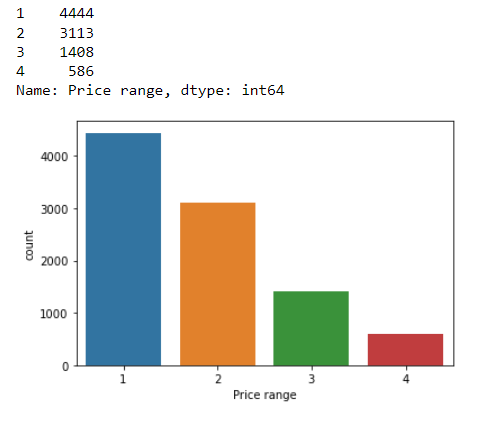 1     4444
2     3113
3     1408
4      586
Name: Price range, dtype: int64
4000
3000
2000
1000
0
count
1 2 3 4
Price range